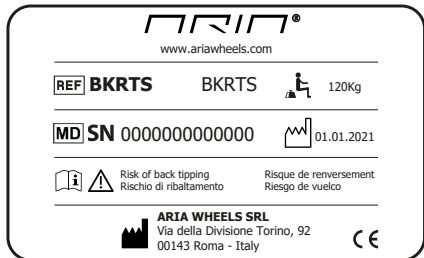 ARIA®
www.ariawheels.com
REF BKRTS BKRTS 120Kg
MD SN 0000000000000 01.01.2021
Risk of back tipping Risque de renversement
Rischio di ribaltamento Riesgo de vuelco
ARIA WHEELS SRL
Via della Divisione Torino, 92
00143 Roma - Italy
CE